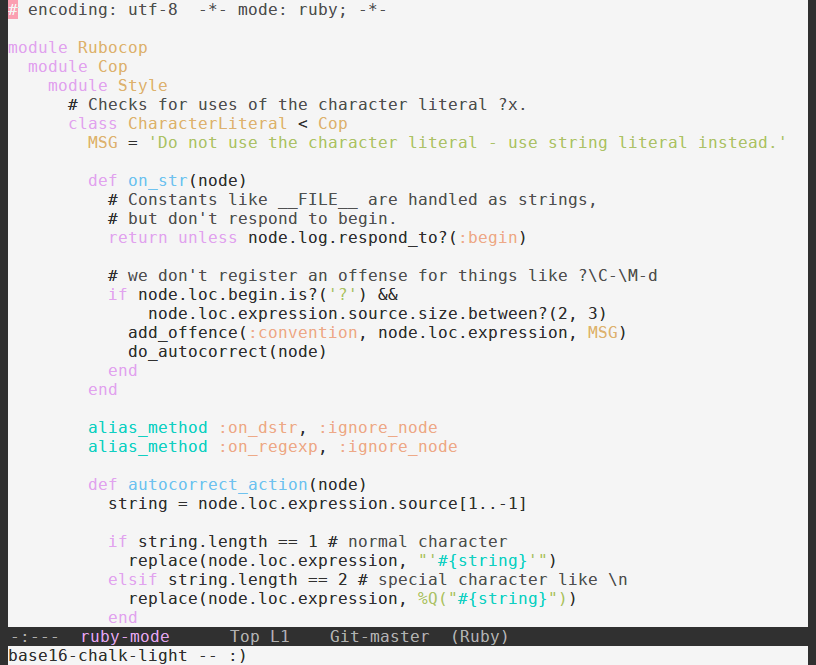 # encoding: utf-8  -*- mode: ruby; -*-

module Rubocop
  module Cop
    module Style
      # Checks for uses of the character literal ?x.
      class CharacterLiteral < Cop
        MSG = 'Do not use the character literal - use string literal instead.'

        def on_str(node)
          # Constants like __FILE__ are handled as strings,
          # but don't respond to begin.
          return unless node.log.respond_to?(:begin)

          # we don't register an offense for things like ?\C-\M-d
          if node.loc.begin.is?('?') &&
              node.loc.expression.source.size.between?(2, 3)
            add_offence(:convention, node.loc.expression, MSG)
            do_autocorrect(node)
          end
        end

        alias_method :on_dstr, :ignore_node
        alias_method :on_regexp, :ignore_node

        def autocorrect_action(node)
          string = node.loc.expression.source[1..-1]

          if string.length == 1 # normal character
            replace(node.loc.expression, "'#{string}'")
          elsif string.length == 2 # special character like \n
            replace(node.loc.expression, %Q("#{string}"))
          end
-:---  ruby-mode      Top L1    Git-master  (Ruby)
base16-chalk-light -- :)